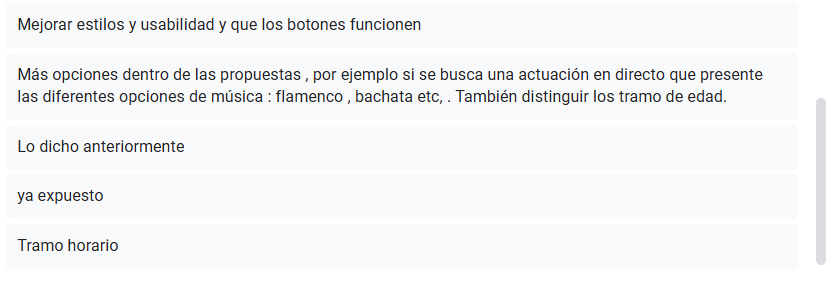 Mejorar estilos y usabilidad y que los botones funcionen
Más opciones dentro de las propuestas , por ejemplo si se busca una actuación en directo que presente
las diferentes opciones de música : flamenco , bachata etc, . También distinguir los tramo de edad.
Lo dicho anteriormente
ya expuesto
Tramo horario